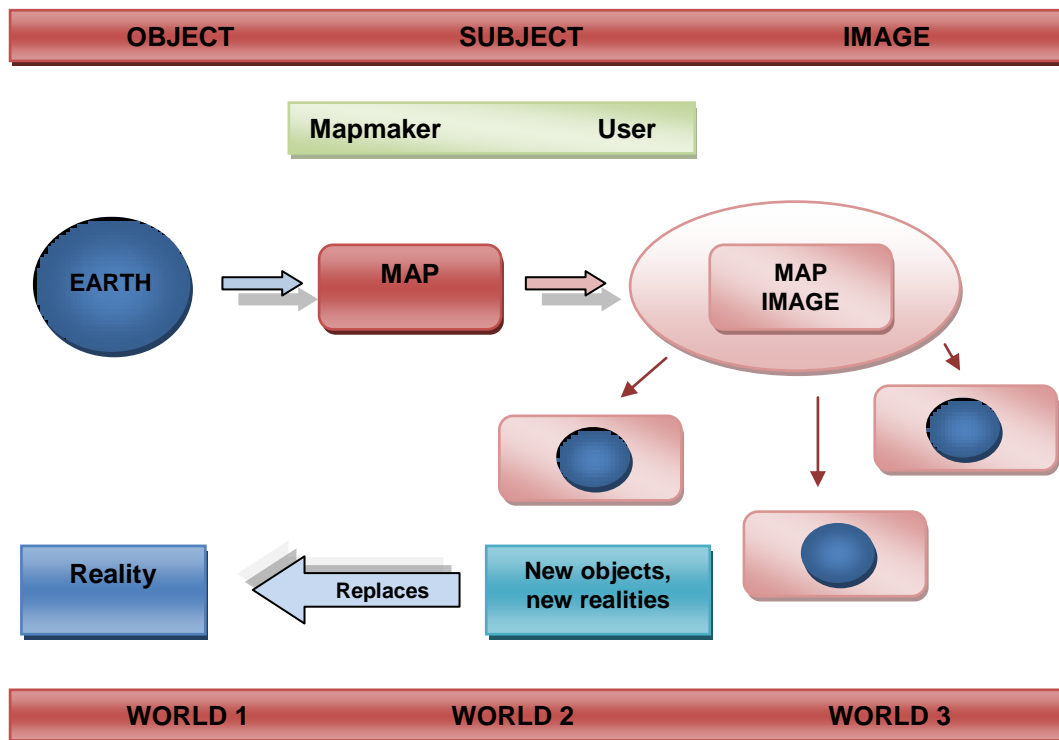 OBJECT SUBJECT IMAGE
Mapmaker User
EARTH
MAP
MAP
IMAGE
Reality
Replaces
New objects,
new realities
WORLD 1 WORLD 2 WORLD 3